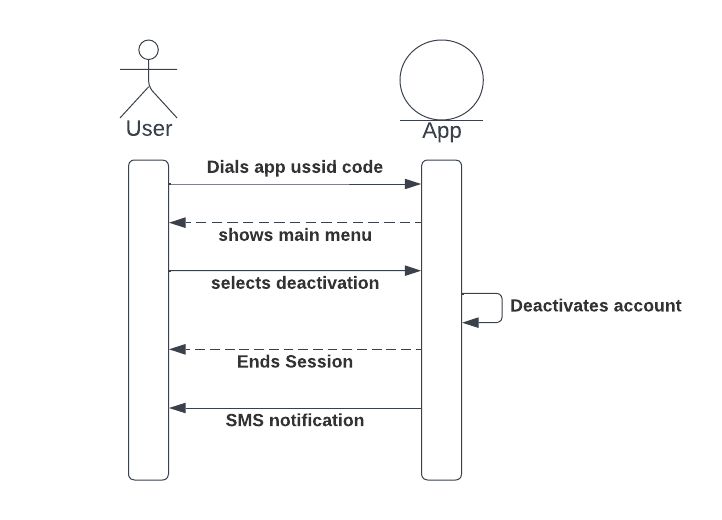 User
App
Dials app ussid code
shows main menu
selects deactivation
Deactivates account
Ends Session
SMS notification